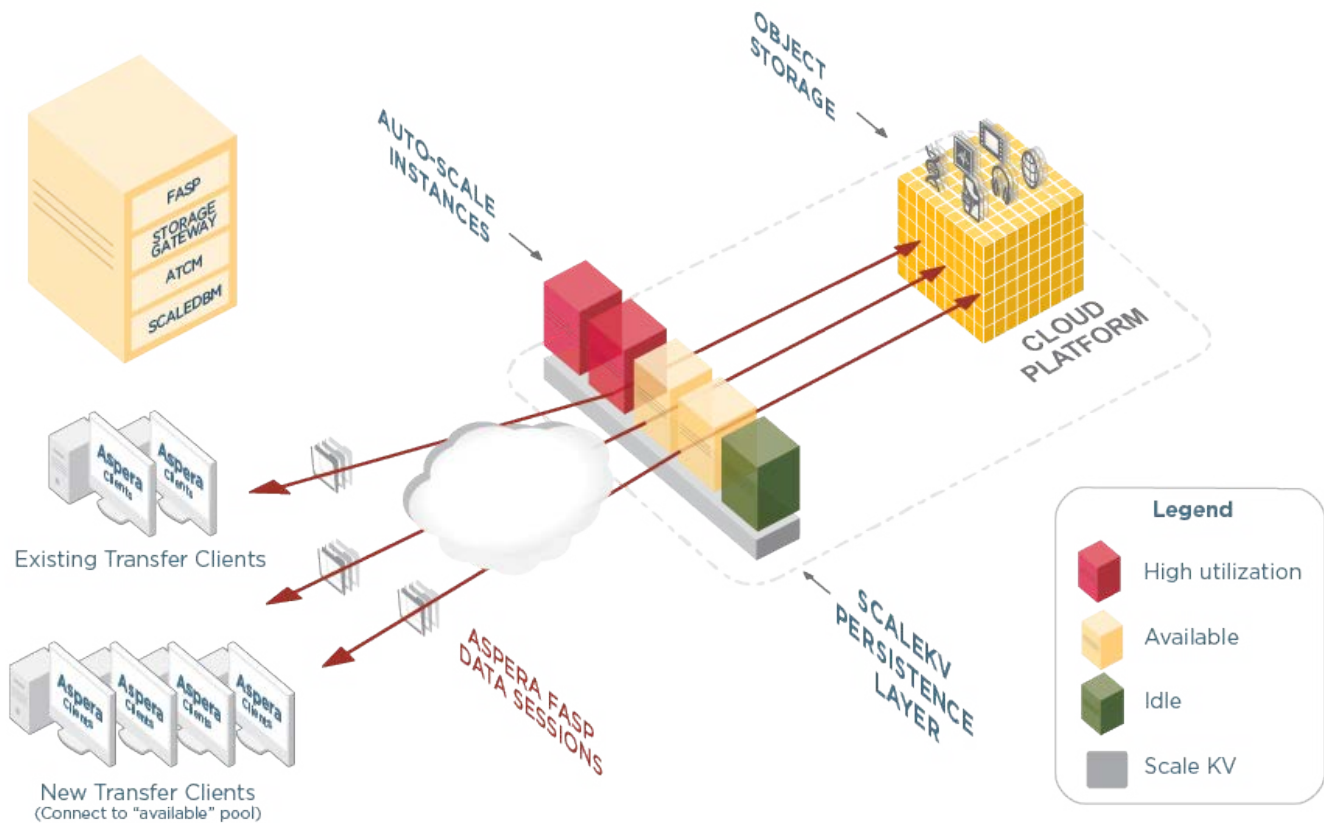 OBJECT
STORAGE
AUTO-SCALE
INSTANCES
FASP
STORAGE
GATEWAY
ATCM
SCALEDBM
CLOUD
PLATFORM
Aspera
Clients
Aspera
Clients
Existing Transfer Clients
Aspera
Clients
Aspera
Clients
Aspera
Clients
Aspera
Clients
New Transfer Clients
(Connect to "available" pool)
ASPERA FASP
DATA SESSIONS
SCALEKV
PERSISTENCE
LAYER
Legend
High utilization
Available
Idle
Scale KV